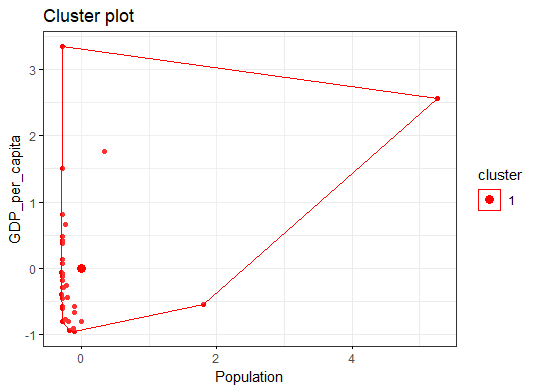 Cluster plot
3
2
1
0
-1
GDP_per_capita
0 2 4
Population
cluster
1